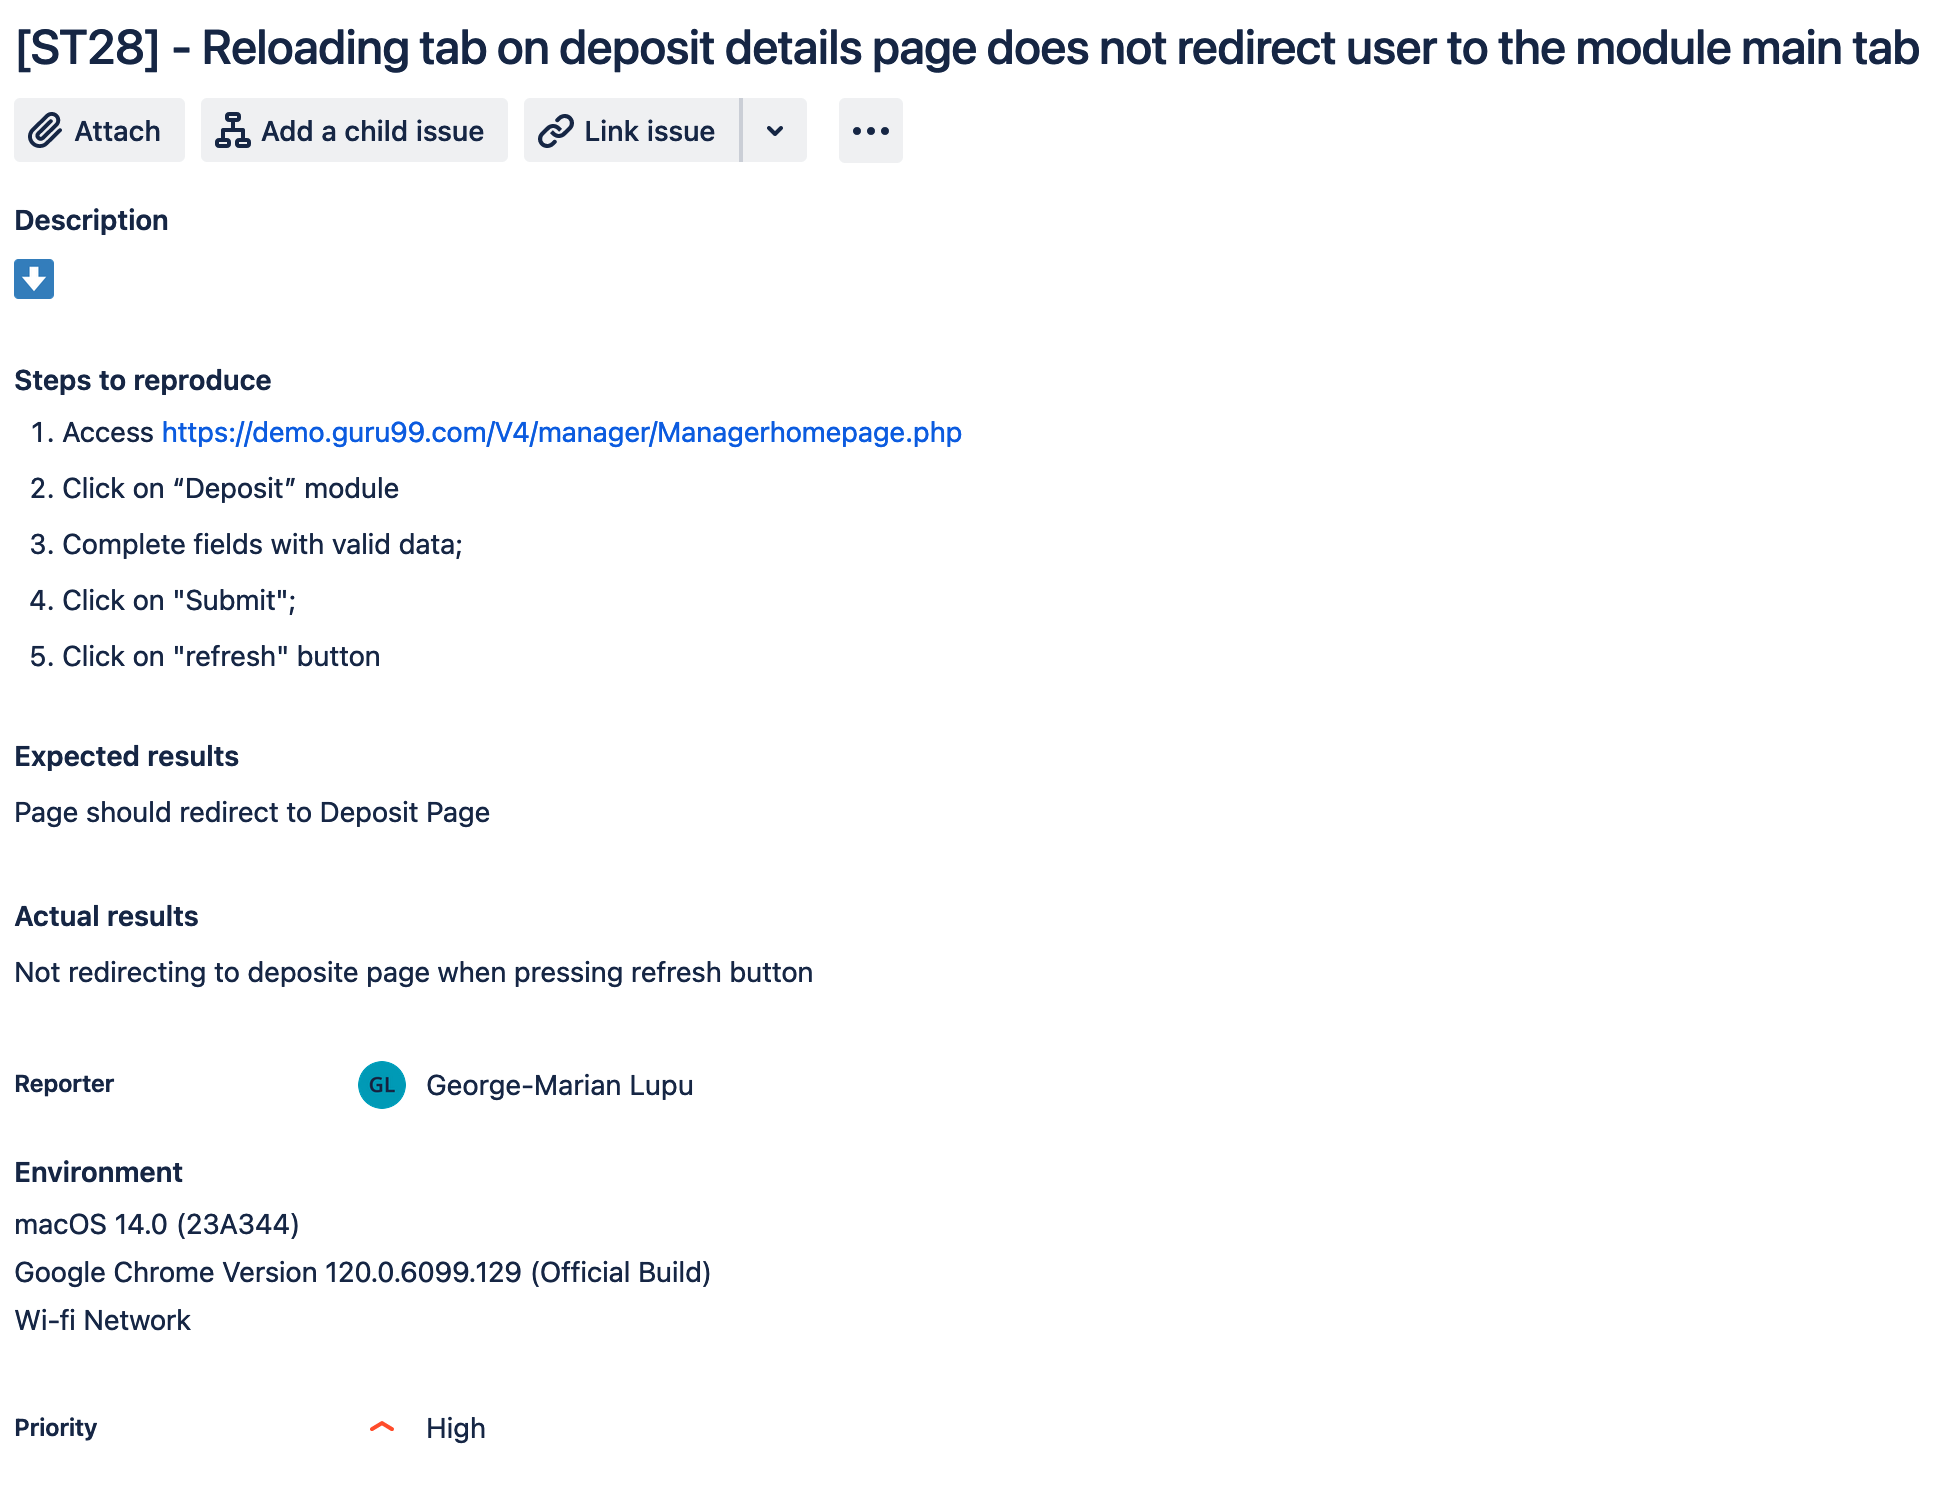 [ST28] - Reloading tab on deposit details page does not redirect user to the module main tab
Attach
Add a child issue
Link issue
Description
Steps to reproduce
1. Access https://demo.guru99.com/V4/manager/Managerhomepage.php
2. Click on “Deposit” module
3. Complete fields with valid data;
4. Click on "Submit";
5. Click on "refresh" button
Expected results
Page should redirect to Deposit Page
Actual results
Not redirecting to deposite page when pressing refresh button
Reporter GL George-Marian Lupu
Environment
macOS 14.0 (23A344)
Google Chrome Version 120.0.6099.129 (Official Build)
Wi-fi Network
Priority High